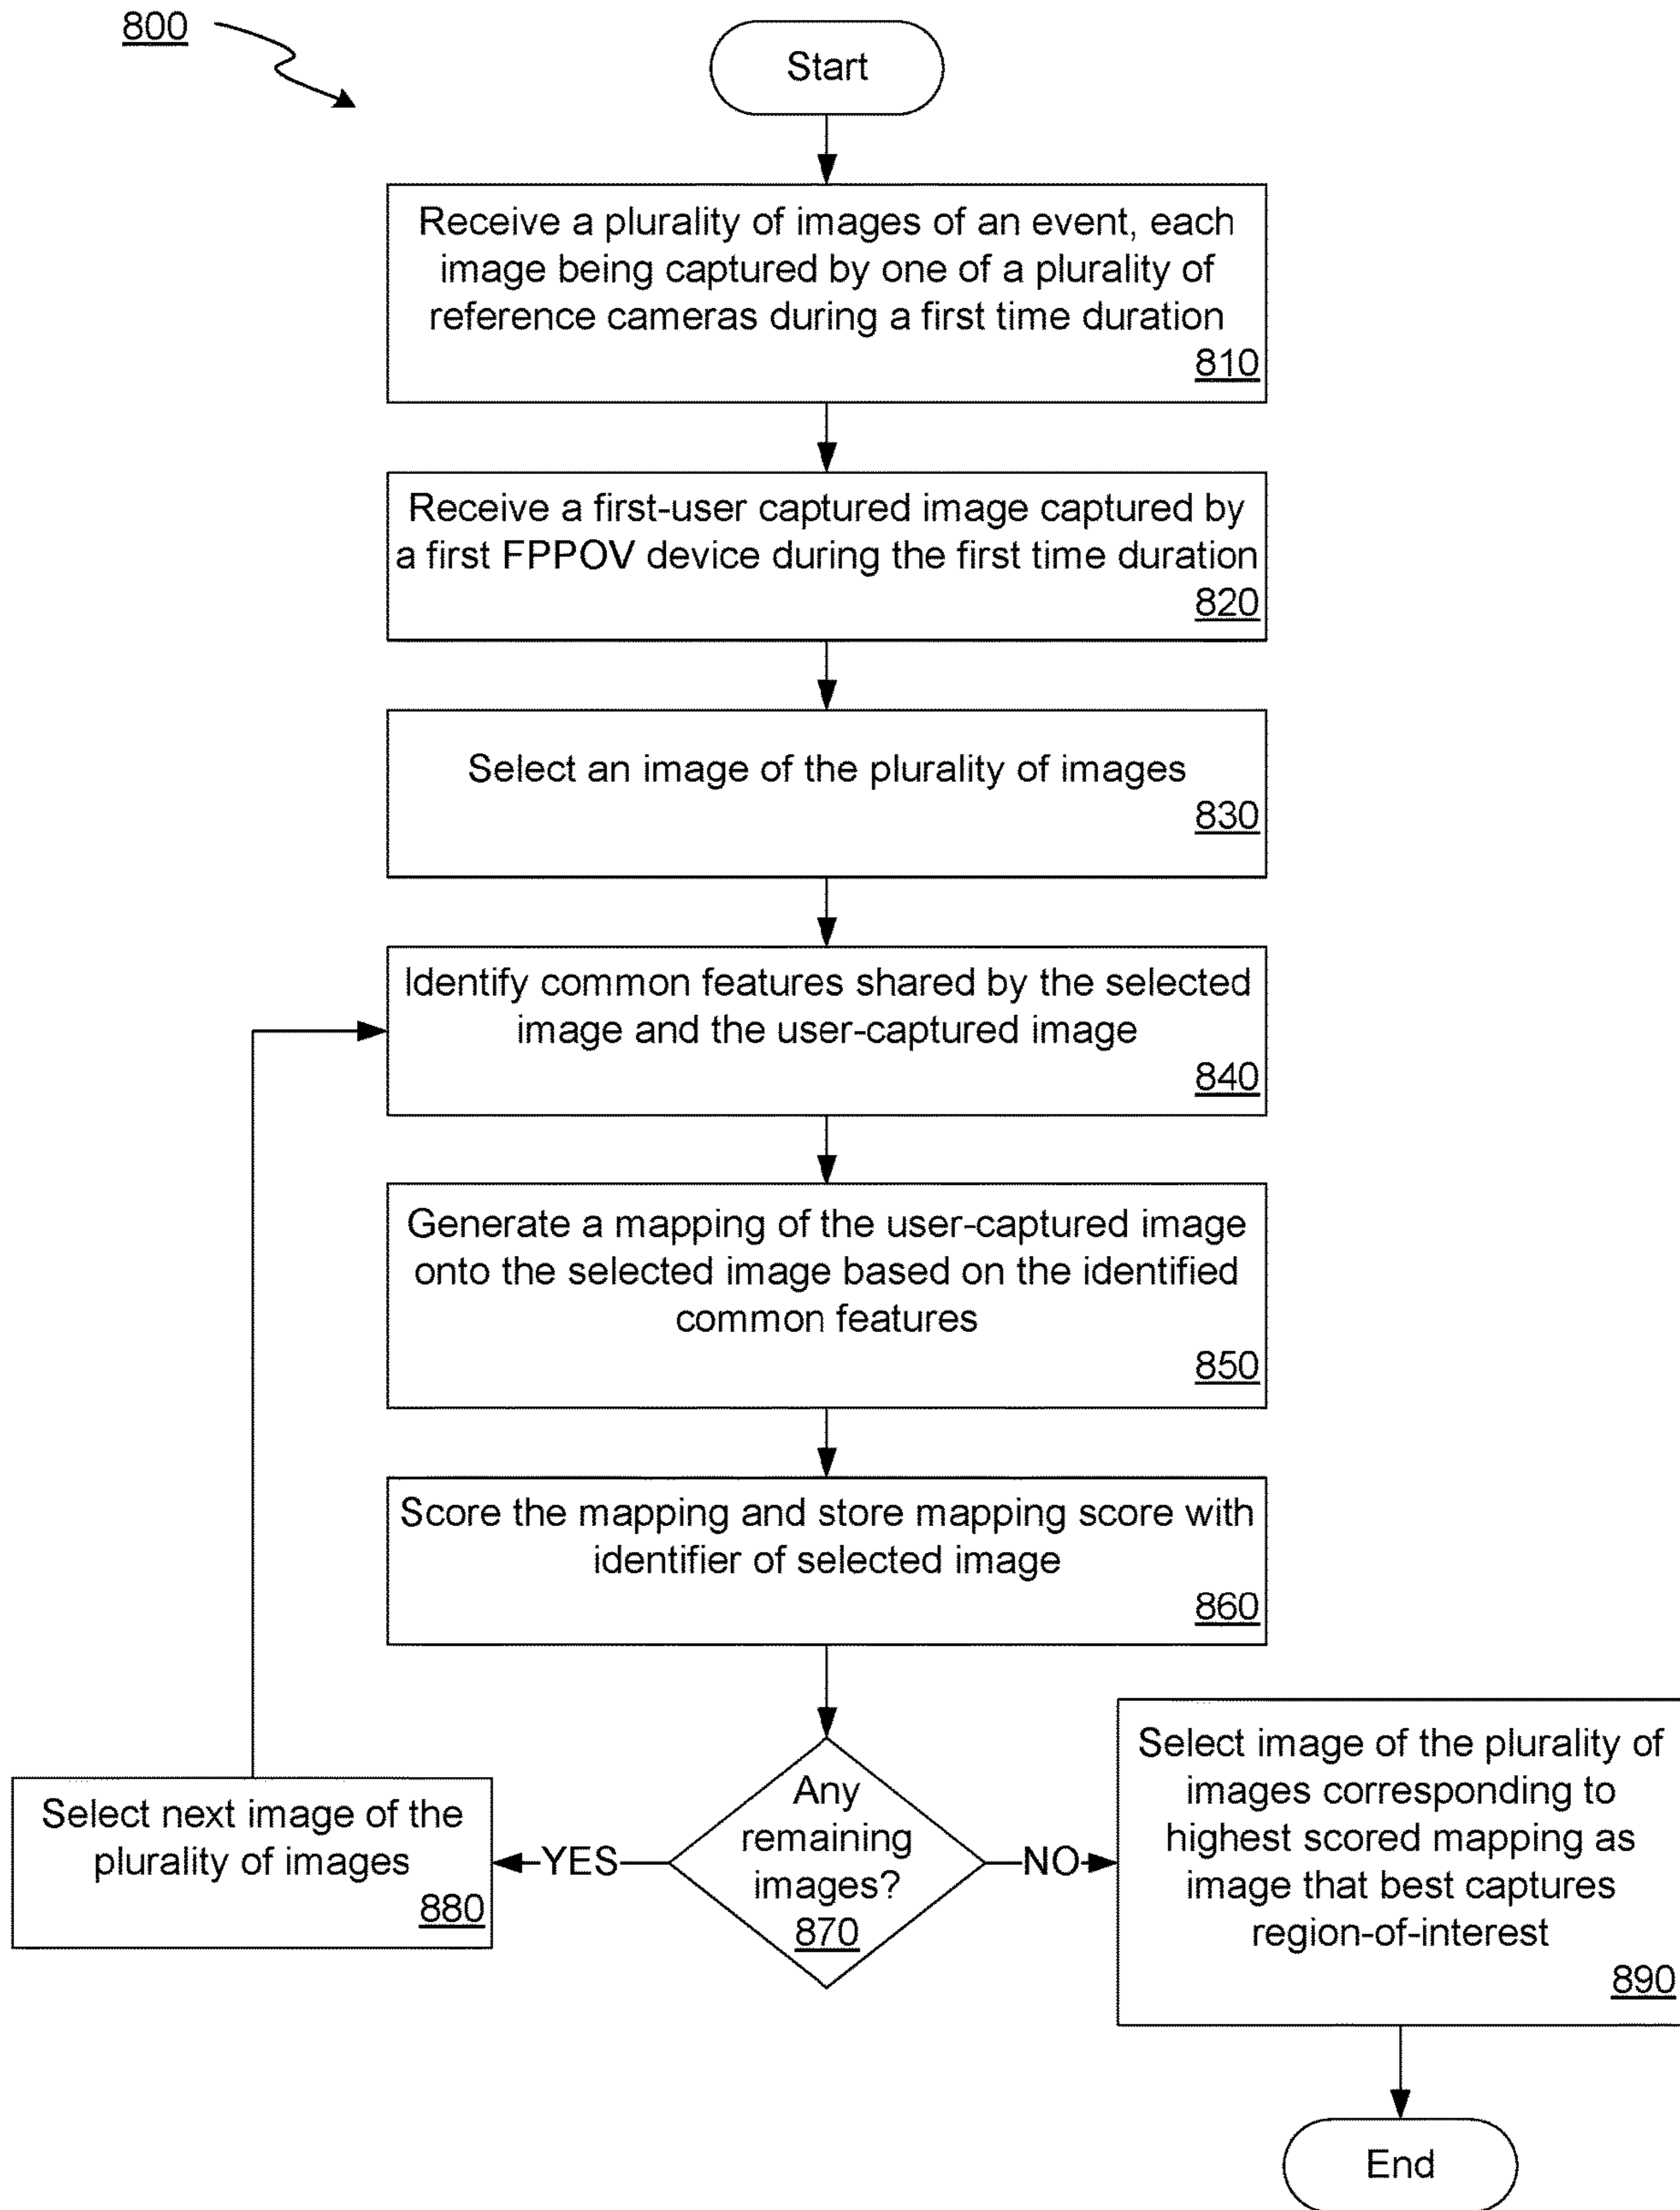 800
Start
Receive a plurality of images of an event, each
image being captured by one of a plurality of
reference cameras during a first time duration
810
Receive a first-user captured image captured by
a first FPPOV device during the first time duration
820
Select an image of the plurality of images
830
Identify common features shared by the selected
image and the user-captured image
840
Generate a mapping of the user-captured image
onto the selected image based on the identified
common features
850
Score the mapping and store mapping score with
identifier of selected image
860
Any
remaining
images?
870
YES
NO
Select next image of the
plurality of images
880
Select image of the plurality of
images corresponding to
highest scored mapping as
image that best captures
region-of-interest
890
End